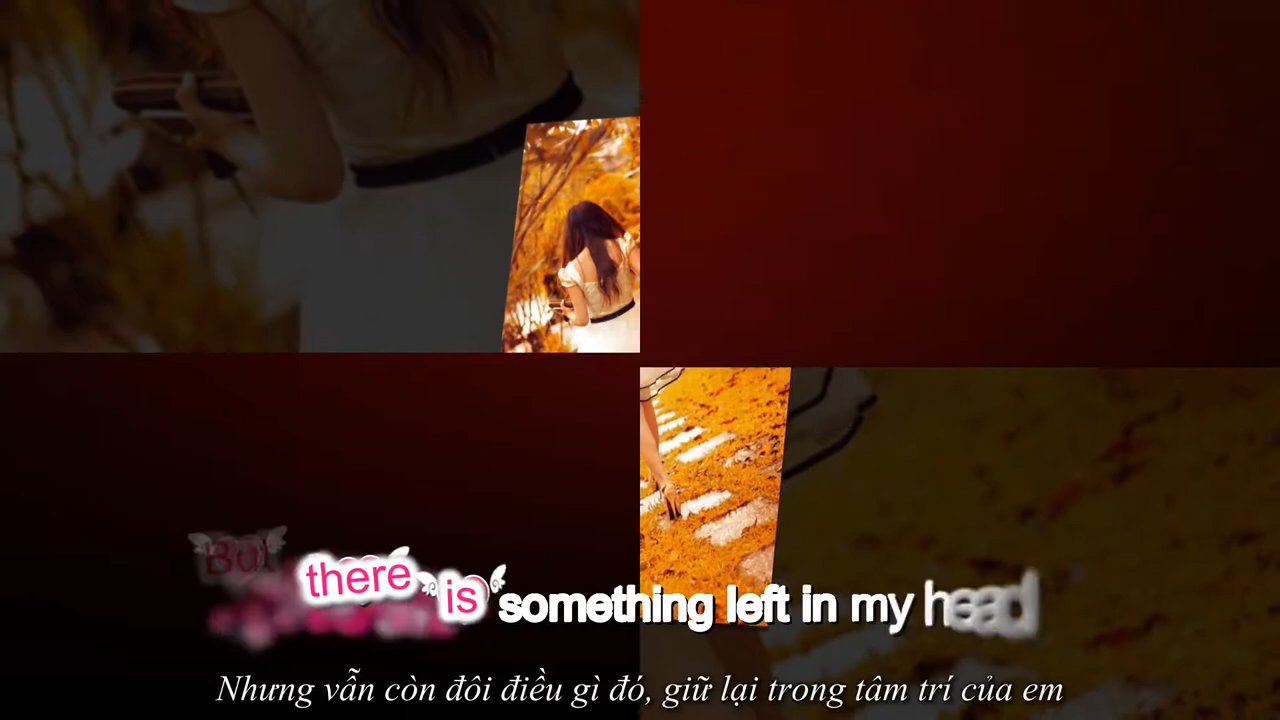 But there is something left in my head
Nhưng vẫn còn đôi điều gì đó, giữ lại trong tâm trí của em